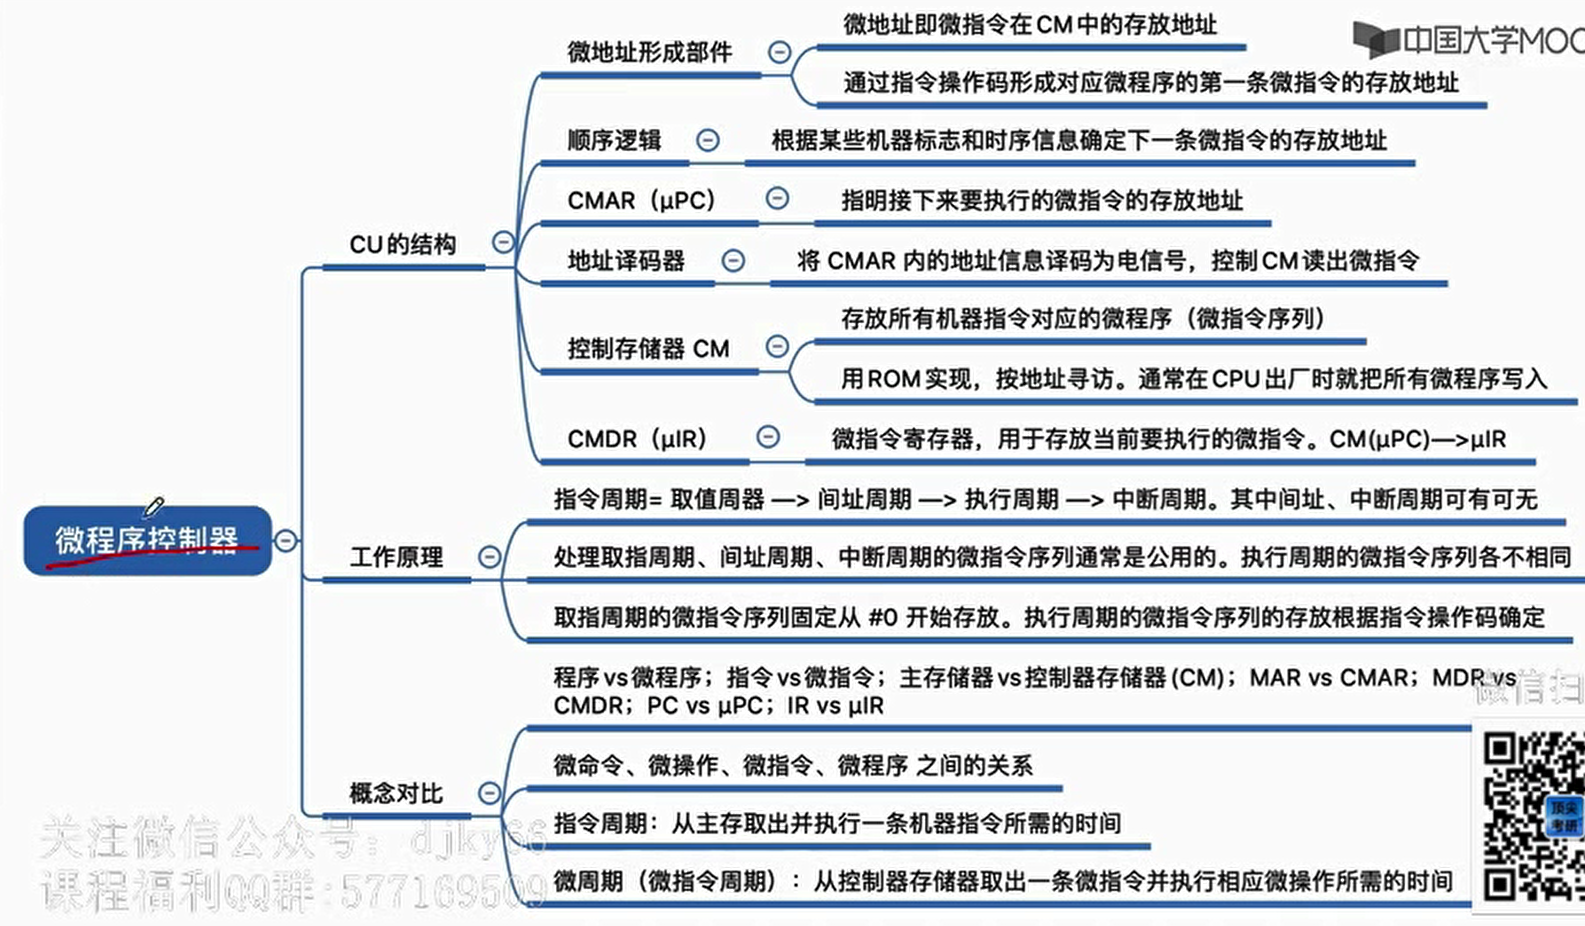 中国大学MOO
微程序控制器
CU的结构
微地址形成部件
微地址即微指令在CM中的存放地址
通过指令操作码形成对应微程序的第一条微指令的存放地址
顺序逻辑
根据某些机器标志和时序信息确定下一条微指令的存放地址
CMAR（μPC）
指明接下来要执行的微指令的存放地址
地址译码器
将 CMAR 内的地址信息译码为电信号，控制CM读出微指令
控制存储器 CM
存放所有机器指令对应的微程序（微指令序列）
用ROM实现，按地址寻访。通常在CPU出厂时就把所有微程序写入
CMDR（μIR）
微指令寄存器，用于存放当前要执行的微指令。CM(μPC)—>μIR
工作原理
指令周期= 取值周器 —> 间址周期 —> 执行周期 —> 中断周期。其中间址、中断周期可有可无
处理取指周期、间址周期、中断周期的微指令序列通常是公用的。执行周期的微指令序列各不相同
取指周期的微指令序列固定从 #0 开始存放。执行周期的微指令序列的存放根据指令操作码确定
概念对比
程序vs微程序；指令vs微指令；主存储器vs控制器存储器(CM)；MAR vs CMAR；MDR vs
CMDR；PC vs μPC；IR vs μIR
微命令、微操作、微指令、微程序 之间的关系
指令周期：从主存取出并执行一条机器指令所需的时间
微周期（微指令周期）：从控制器存储器取出一条微指令并执行相应微操作所需的时间
关注微信公众号：djky66
课程福利QQ群:577169509
微信扫
顶尖
考研